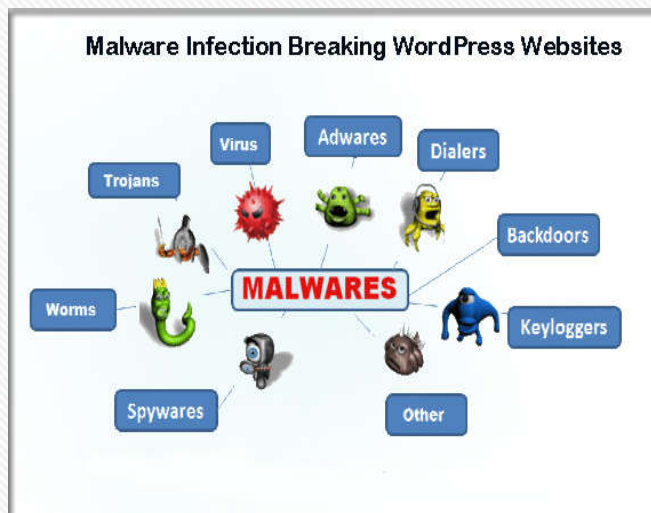 Malware Infection Breaking WordPress Websites
Virus
Adwares
Dialers
Trojans
Backdoors
MALWARES
Worms
Keyloggers
Spywares
Other